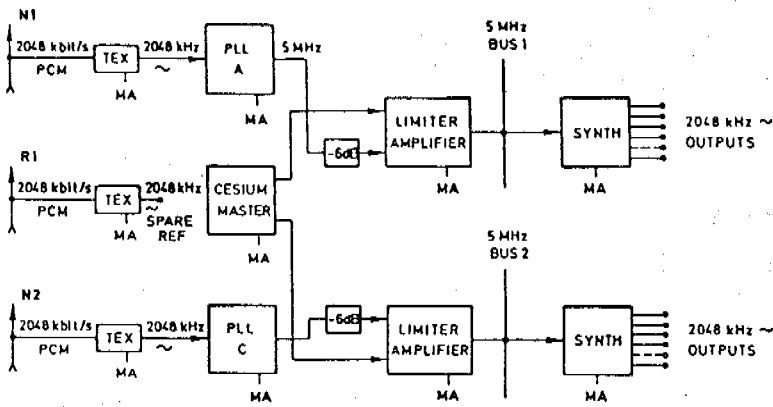 N1
2048 kbit/s
PCM
TEX
MA
2048 kHz
~
PLL
A
MA
5 MHz
-6dB
LIMITER
AMPLIFIER
MA
5 MHz
BUS 1
SYNTH
MA
2048 kHz ~
OUTPUTS
R1
2048 kbit/s
PCM
TEX
MA
2048 kHz
~
SPARE
REF
CESIUM
MASTER
MA
N2
2048 kbit/s
PCM
TEX
MA
2048 kHz
~
PLL
C
MA
-6dB
LIMITER
AMPLIFIER
MA
5 MHz
BUS 2
SYNTH
MA
2048 kHz ~
OUTPUTS